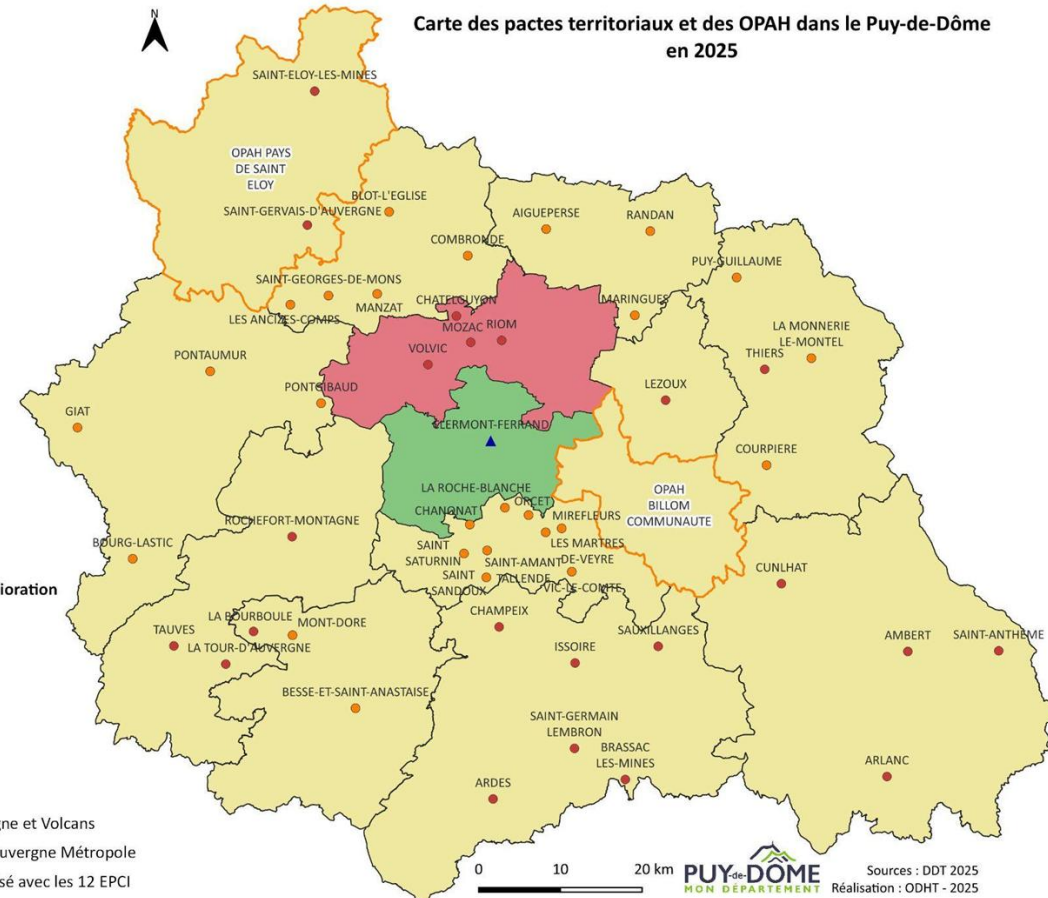 Carte des pactes territoriaux et des OPAH dans le Puy-de-Dôme
en 2025
N
SAINT-ELOY-LES-MINES
OPAH PAYS
DE SAINT
ELOY
BLOT-L'EGLISE
SAINT-GERVAIS-D'AUVERGNE
AIGUEPERSE
RANDAN
COMBRONDE
PUY-GUILLAUME
SAINT-GEORGES-DE-MONS
CHATELGUYON
MARINGUES
MANZAT
LES ANCIZES-COMPS
MOZAC
RIOM
LA MONNERIE
LE-MONTEL
THIERS
PONTAUMUR
VOLVIC
PONTGIBAUD
LEZOUX
GIAT
CLERMONT-FERRAND
COURPIERE
LA ROCHE-BLANCHE
OPAH
BILLOM
COMMUNAUTE
CHANONAT
ORCET
MIREFLEURS
ROCHEFORT-MONTAGNE
BOURG-LASTIC
SAINT
SATURNIN
LES MARTRES
DE-VEYRE
SAINT-AMANT
TALLENDE
SAINT
SANDOUX
VIC-LE-COMTE
CUNLHAT
ioration
CHAMPEIX
LA BOURBOULE
MONT-DORE
TAUVES
SAUXILLANGES
AMBERT
SAINT-ANTHEME
LA TOUR-D'AUVERGNE
ISSOIRE
BESSE-ET-SAINT-ANASTAISE
SAINT-GERMAIN
LEMBRON
BRASSAC
LES-MINES
ARLANC
ARDES
gne et Volcans
uvergne Métropole
sé avec les 12 EPCI
0 10 20 km
PUY-de-DÔME
MON DÉPARTEMENT
Sources : DDT 2025
Réalisation : ODHT - 2025